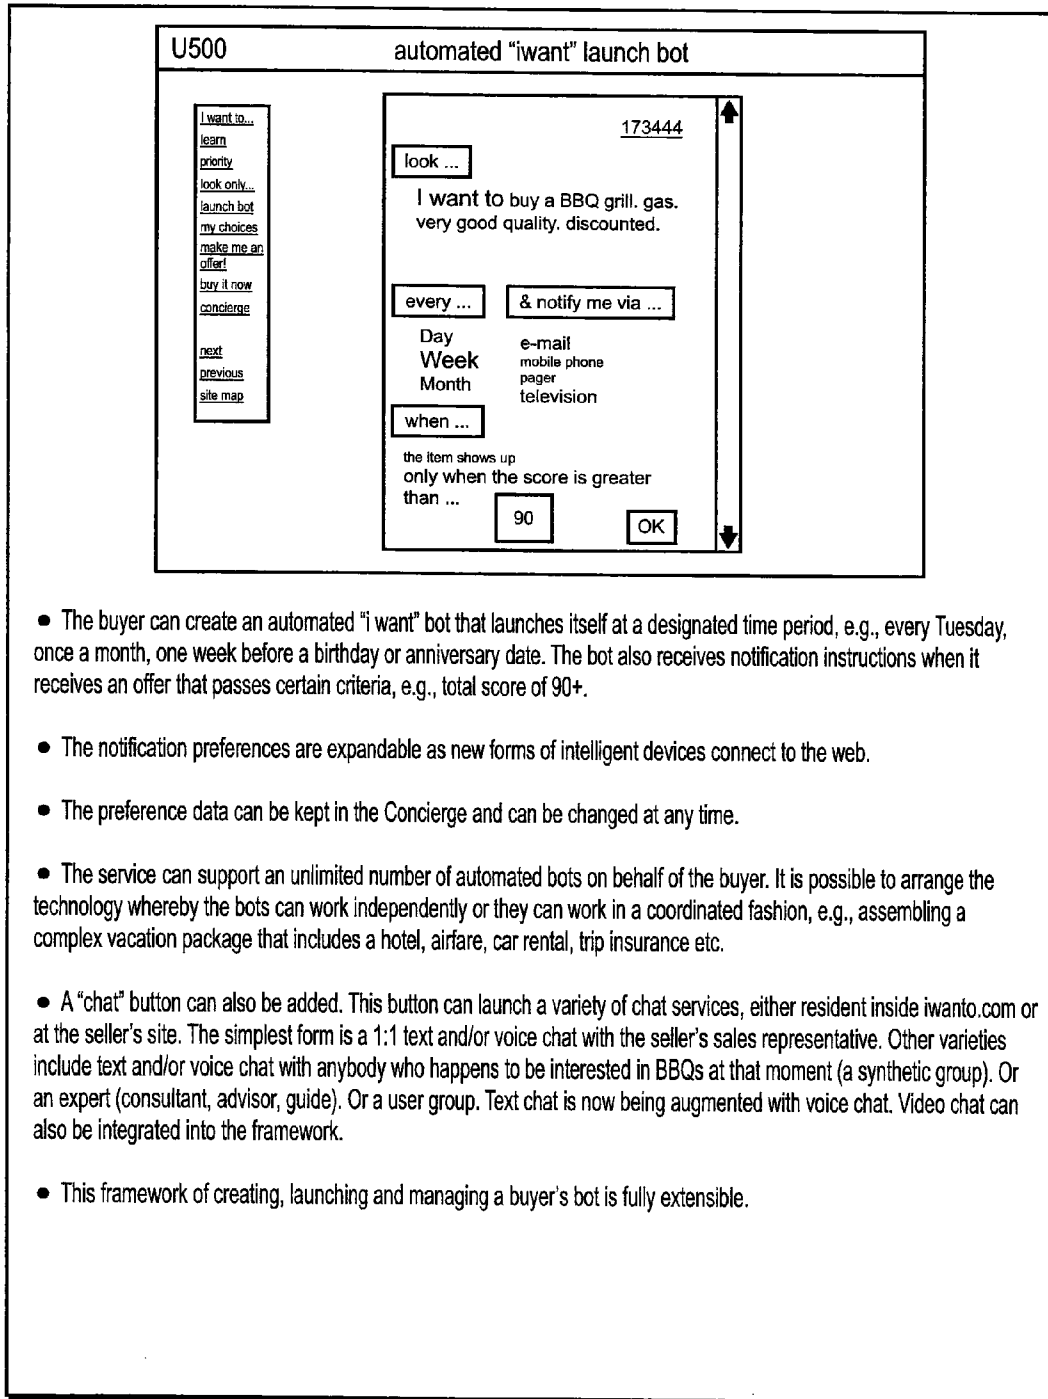 U500 automated “iwant” launch bot
I want to...
learn
priority
look only...
launch bot
my choices
make me an
offer!
buy it now
concierge
next
previous
site map
173444
look ...
I want to buy a BBQ grill. gas.
very good quality. discounted.
every ... & notify me via ...
Day
Week
Month
e-mail
mobile phone
pager
television
when ...
the item shows up
only when the score is greater
than ...
90
OK
● The buyer can create an automated “i want” bot that launches itself at a designated time period, e.g., every Tuesday,
once a month, one week before a birthday or anniversary date. The bot also receives notification instructions when it
receives an offer that passes certain criteria, e.g., total score of 90+.
● The notification preferences are expandable as new forms of intelligent devices connect to the web.
● The preference data can be kept in the Concierge and can be changed at any time.
● The service can support an unlimited number of automated bots on behalf of the buyer. It is possible to arrange the
technology whereby the bots can work independently or they can work in a coordinated fashion, e.g., assembling a
complex vacation package that includes a hotel, airfare, car rental, trip insurance etc.
● A “chat” button can also be added. This button can launch a variety of chat services, either resident inside iwanto.com or
at the seller’s site. The simplest form is a 1:1 text and/or voice chat with the seller’s sales representative. Other varieties
include text and/or voice chat with anybody who happens to be interested in BBQs at that moment (a synthetic group). Or
an expert (consultant, advisor, guide). Or a user group. Text chat is now being augmented with voice chat. Video chat can
also be integrated into the framework.
● This framework of creating, launching and managing a buyer’s bot is fully extensible.